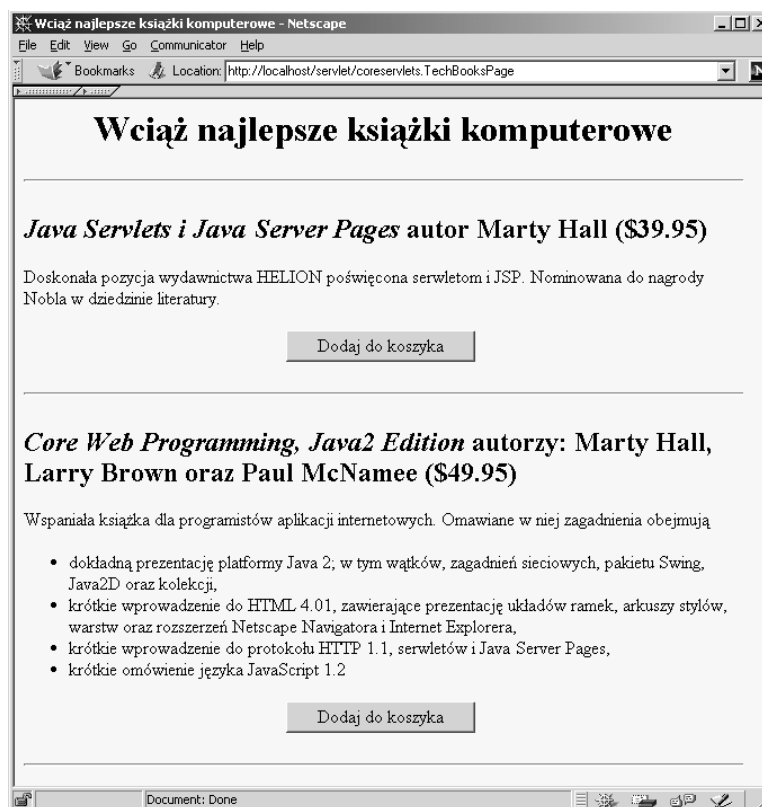 Wciąż najlepsze książki komputerowe - Netscape
File Edit View Go Communicator Help
Bookmarks Location: http://localhost/servlet/coreservlets.TechBooksPage
N
Wciąż najlepsze książki komputerowe
Java Servlets i Java Server Pages autor Marty Hall ($39.95)
Doskonała pozycja wydawnictwa HELION poświęcona serwletom i JSP. Nominowana do nagrody
Nobla w dziedzinie literatury.
Dodaj do koszyka
Core Web Programming, Java2 Edition autorzy: Marty Hall,
Larry Brown oraz Paul McNamee ($49.95)
Wspaniała książka dla programistów aplikacji internetowych. Omawiane w niej zagadnienia obejmują
• dokładną prezentację platformy Java 2; w tym wątków, zagadnień sieciowych, pakietu Swing,
Java2D oraz kolekcji,
• krótkie wprowadzenie do HTML 4.01, zawierające prezentację układów ramek, arkuszy stylów,
warstw oraz rozszerzeń Netscape Navigatora i Internet Explorera,
• krótkie wprowadzenie do protokołu HTTP 1.1, serwletów i Java Server Pages,
• krótkie omówienie języka JavaScript 1.2
Dodaj do koszyka
Document: Done